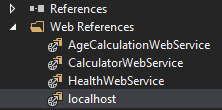 References
Web References
AgeCalculationWebService
CalculatorWebService
HealthWebService
localhost